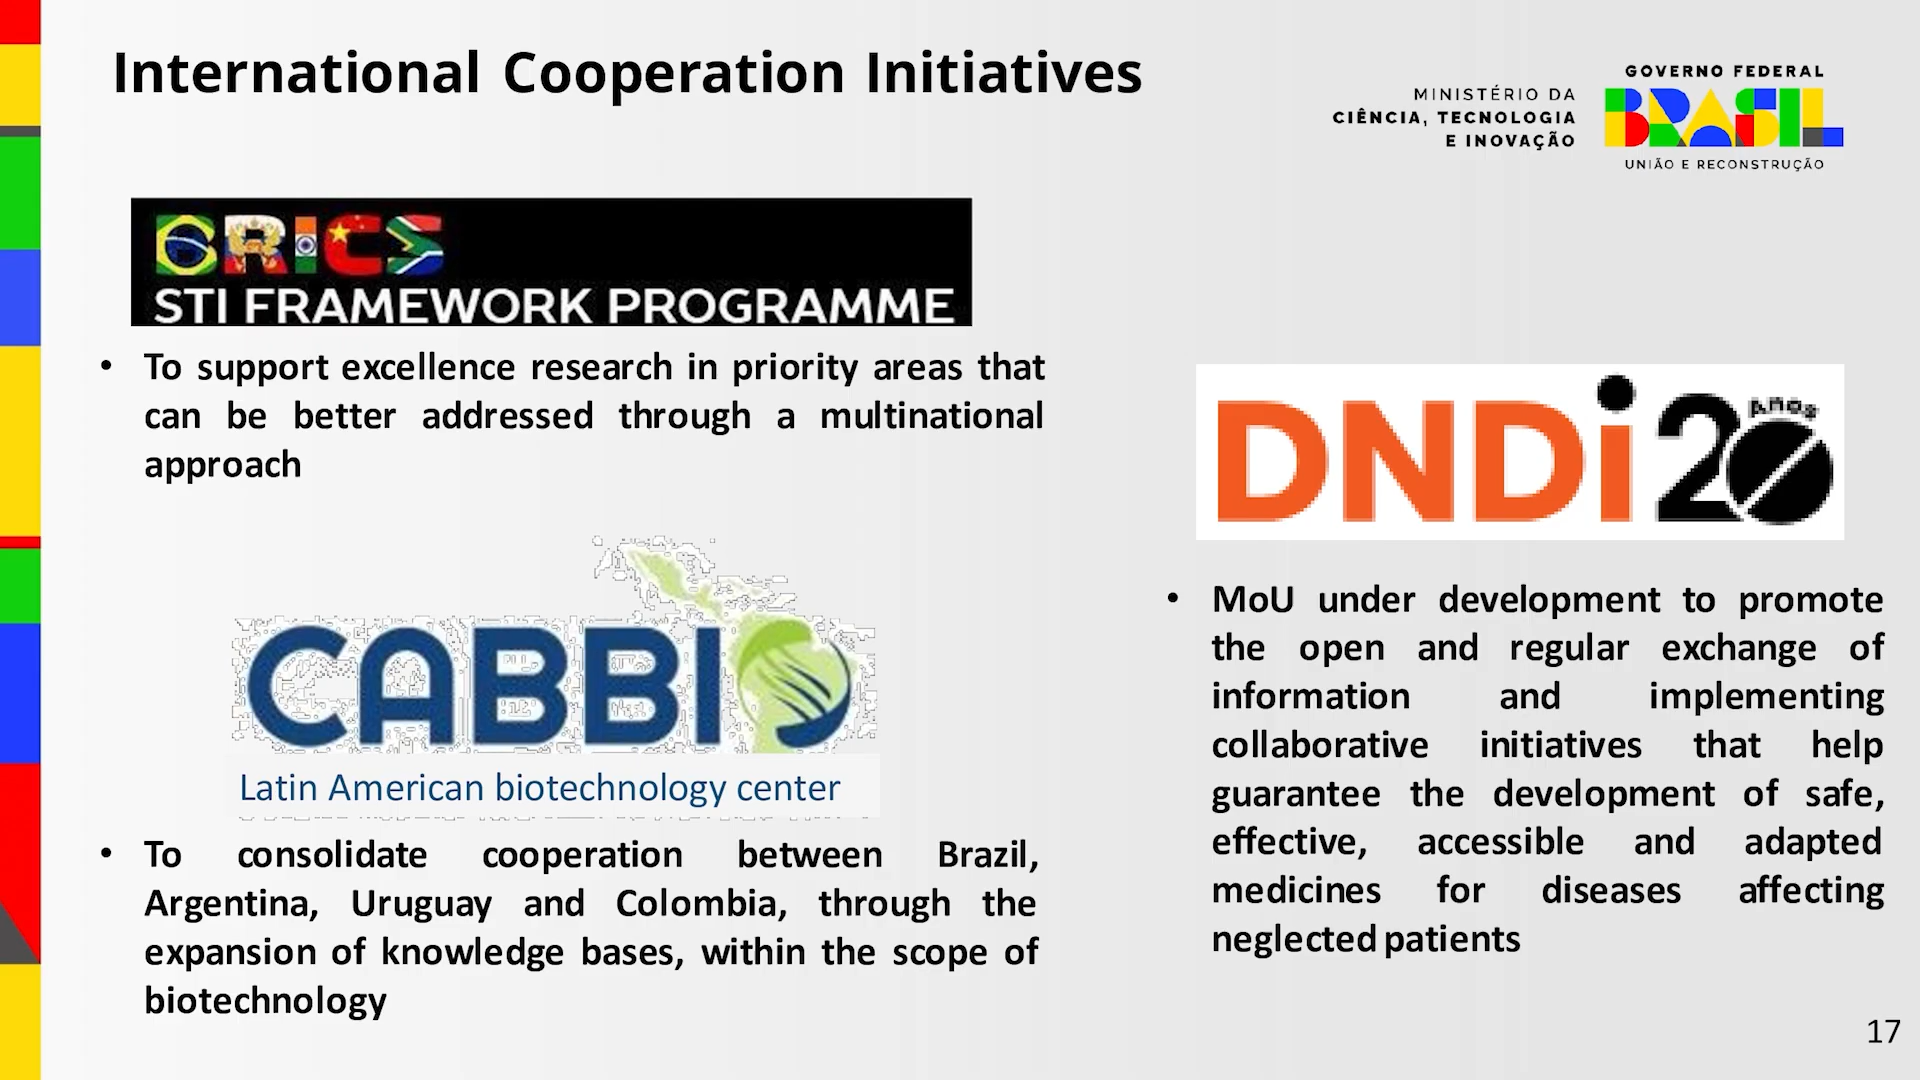 International Cooperation Initiatives
GOVERNO FEDERAL
MINISTÉRIO DA
CIÊNCIA, TECNOLOGIA
E INOVAÇÃO
BRASIL
UNIÃO E RECONSTRUÇÃO
BRICS
STI FRAMEWORK PROGRAMME
• To support excellence research in priority areas that
can be better addressed through a multinational
approach
CABBIO
Latin American biotechnology center
• To consolidate cooperation between Brazil,
Argentina, Uruguay and Colombia, through the
expansion of knowledge bases, within the scope of
biotechnology
DNDi 20 años
• MoU under development to promote
the open and regular exchange of
information and implementing
collaborative initiatives that help
guarantee the development of safe,
effective, accessible and adapted
medicines for diseases affecting
neglected patients
17